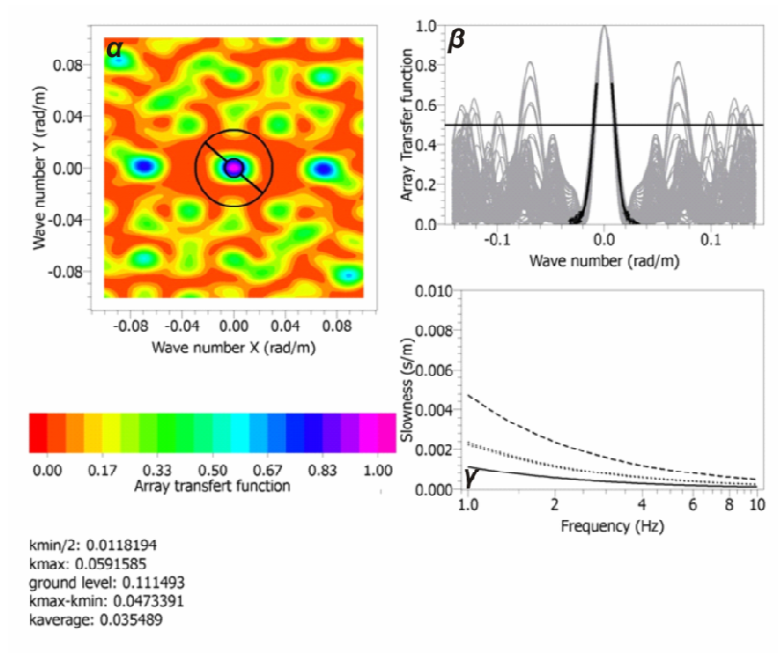 α
0.08
0.04
0.00
-0.04
-0.08
Wave number Y (rad/m)
-0.08 -0.04 0.00 0.04 0.08
Wave number X (rad/m)
β
1.0
0.8
0.6
0.4
0.2
0.0
Array Transfer function
-0.1 0.0 0.1
Wave number (rad/m)
0.010
0.008
0.006
0.004
0.002
0.000
Slowness (s/m)
γ
1.0 2 4 6 8 10
Frequency (Hz)
0.00 0.17 0.33 0.50 0.67 0.83 1.00
Array transfert function
kmin/2: 0.0118194
kmax: 0.0591585
ground level: 0.111493
kmax-kmin: 0.0473391
kaverage: 0.035489